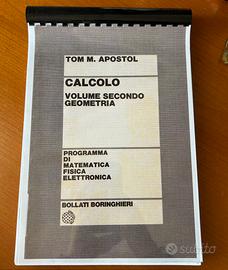 TOM M. APOSTOL
CALCOLO
VOLUME SECONDO
GEOMETRIA
PROGRAMMA
DI
MATEMATICA
FISICA
ELETTRONICA
BOLLATI BORINGHIERI
subito